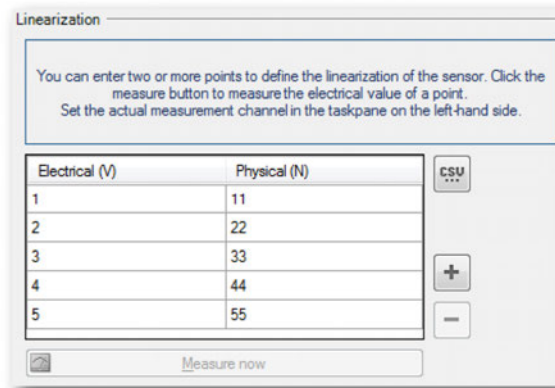 Linearization
You can enter two or more points to define the linearization of the sensor. Click the
measure button to measure the electrical value of a point.
Set the actual measurement channel in the taskpane on the left-hand side.
Electrical (V) Physical (N)
CSV
1 11
2 22
3 33
4 44
5 55
Measure now